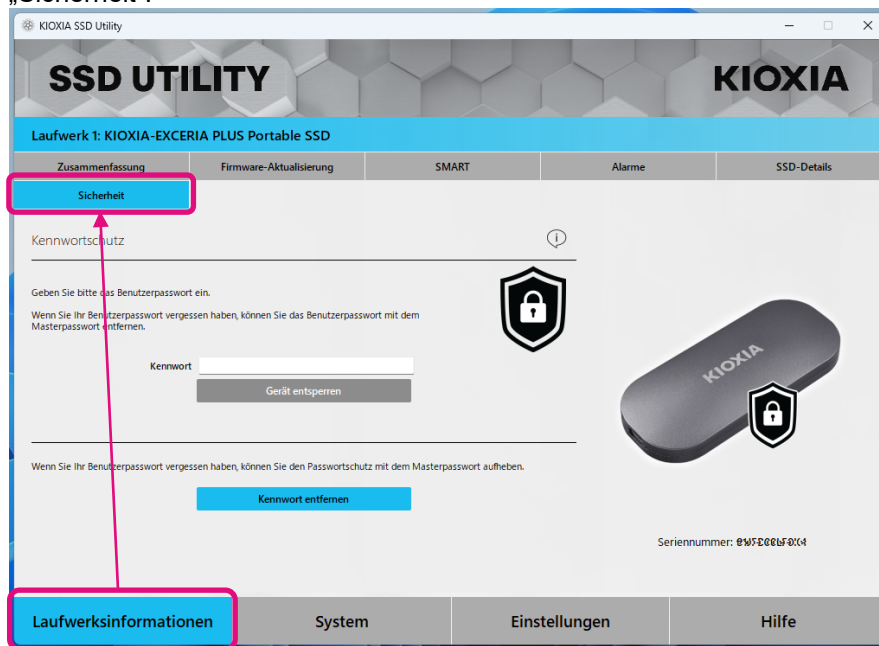 „Sicherheit“.
KIOXIA SSD Utility
SSD UTILITY
KIOXIA
Laufwerk 1: KIOXIA-EXCERIA PLUS Portable SSD
Zusammenfassung Firmware-Aktualisierung SMART Alarme SSD-Details
Sicherheit
Kennwortschutz
Geben Sie bitte das Benutzerpasswort ein.
Wenn Sie Ihr Benutzerpasswort vergessen haben, können Sie das Benutzerpasswort mit dem
Masterpasswort entfernen.
Kennwort
Gerät entsperren
KIOXIA
Wenn Sie Ihr Benutzerpasswort vergessen haben, können Sie den Passwortschutz mit dem Masterpasswort aufheben.
Kennwort entfernen
Seriennummer:
Laufwerksinformationen System Einstellungen Hilfe